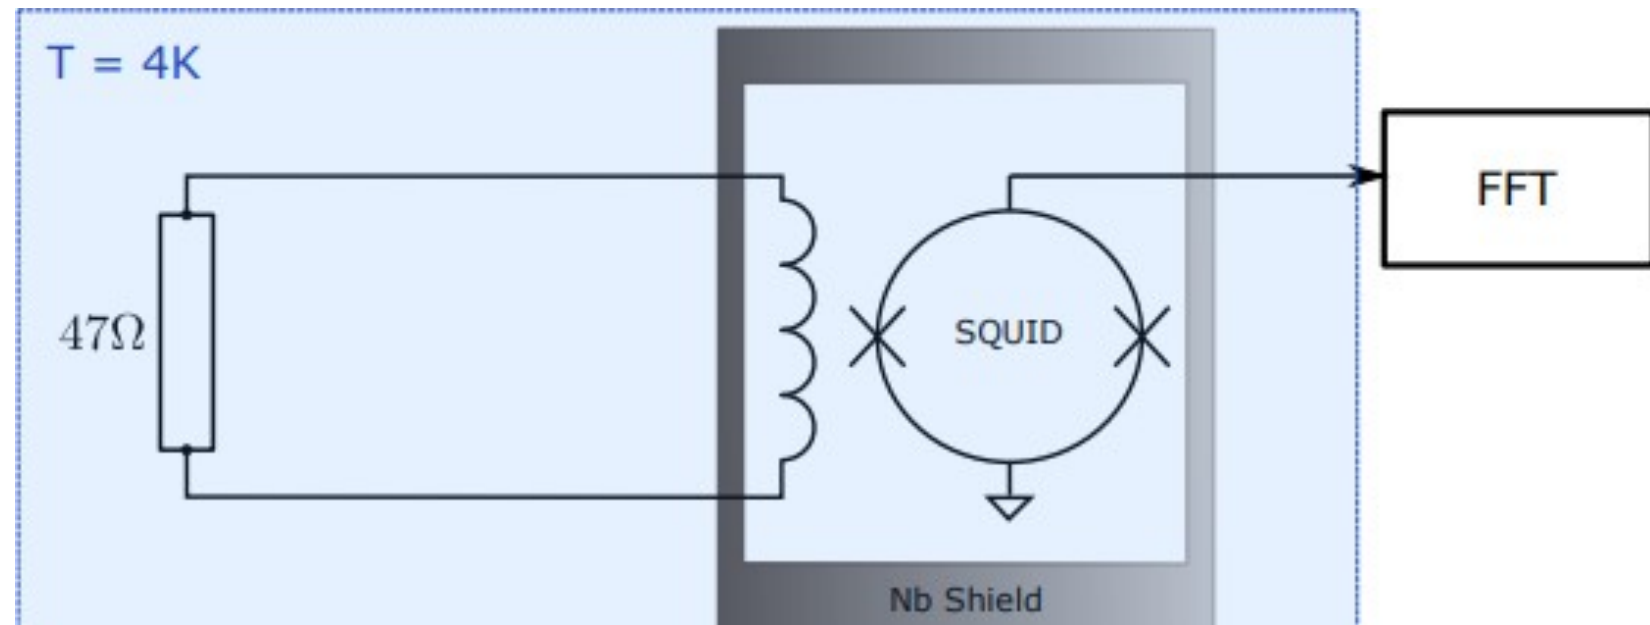 T = 4K
FFT
47Ω
SQUID
Nb Shield